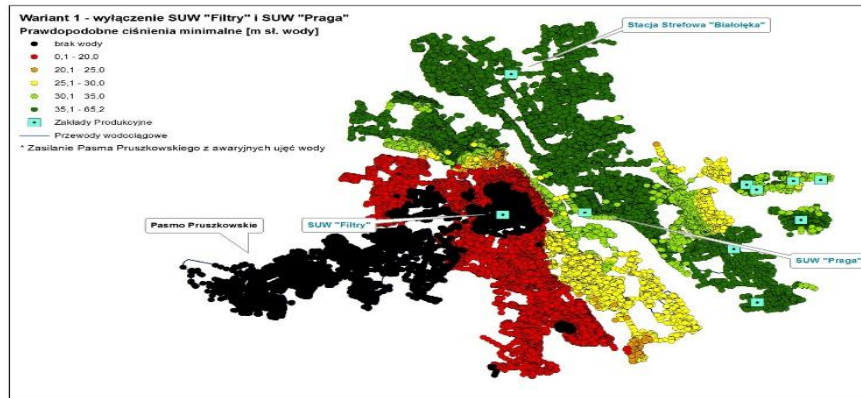 Wariant 1 - wyłączenie SUW "Filtry" i SUW "Praga"
Prawdopodobne ciśnienia minimalne [m sł. wody]
brak wody
0,1 - 20,0
20,1 - 25,0
25,1 - 30,0
30,1 - 35,0
35,1 - 65,2
Zakłady Produkcyjne
Przewody wodociągowe
* Zasilanie Pasma Pruszkowskiego z awaryjnych ujęć wody
Stacja Strefowa "Białołęka"
Pasmo Pruszkowskie
SUW "Filtry"
SUW "Praga"